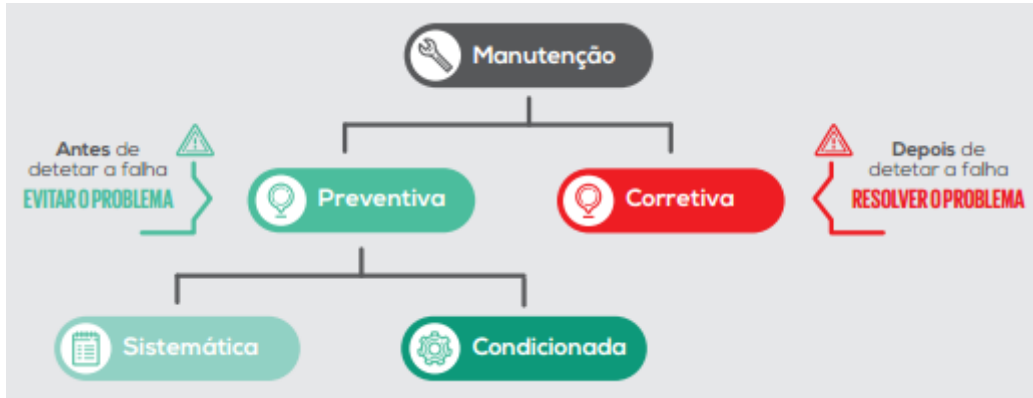 Manutenção
Antes de
detetar a falha
EVITAR O PROBLEMA
Preventiva
Corretiva
Depois de
detetar a falha
RESOLVER O PROBLEMA
Sistemática
Condicionada